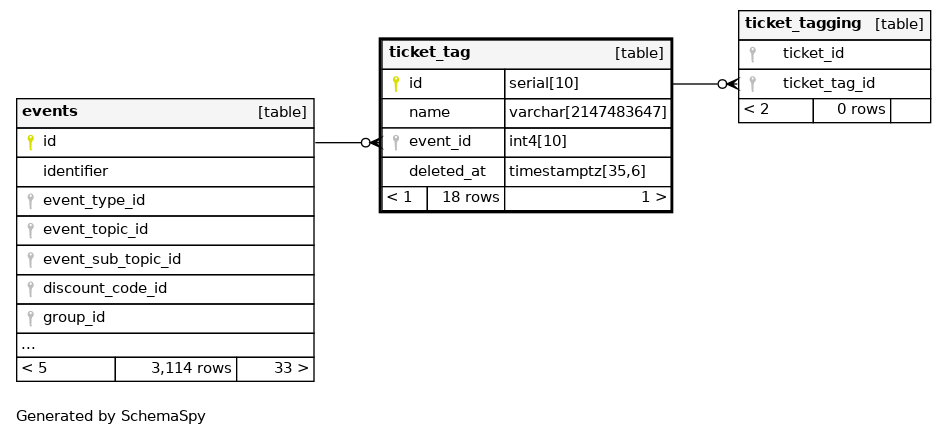 events [table]
id
identifier
event_type_id
event_topic_id
event_sub_topic_id
discount_code_id
group_id
...
< 5 3,114 rows 33 >
ticket_tag [table]
id serial[10]
name varchar[2147483647]
event_id int4[10]
deleted_at timestamptz[35,6]
< 1 18 rows 1 >
ticket_tagging [table]
ticket_id
ticket_tag_id
< 2 0 rows
Generated by SchemaSpy